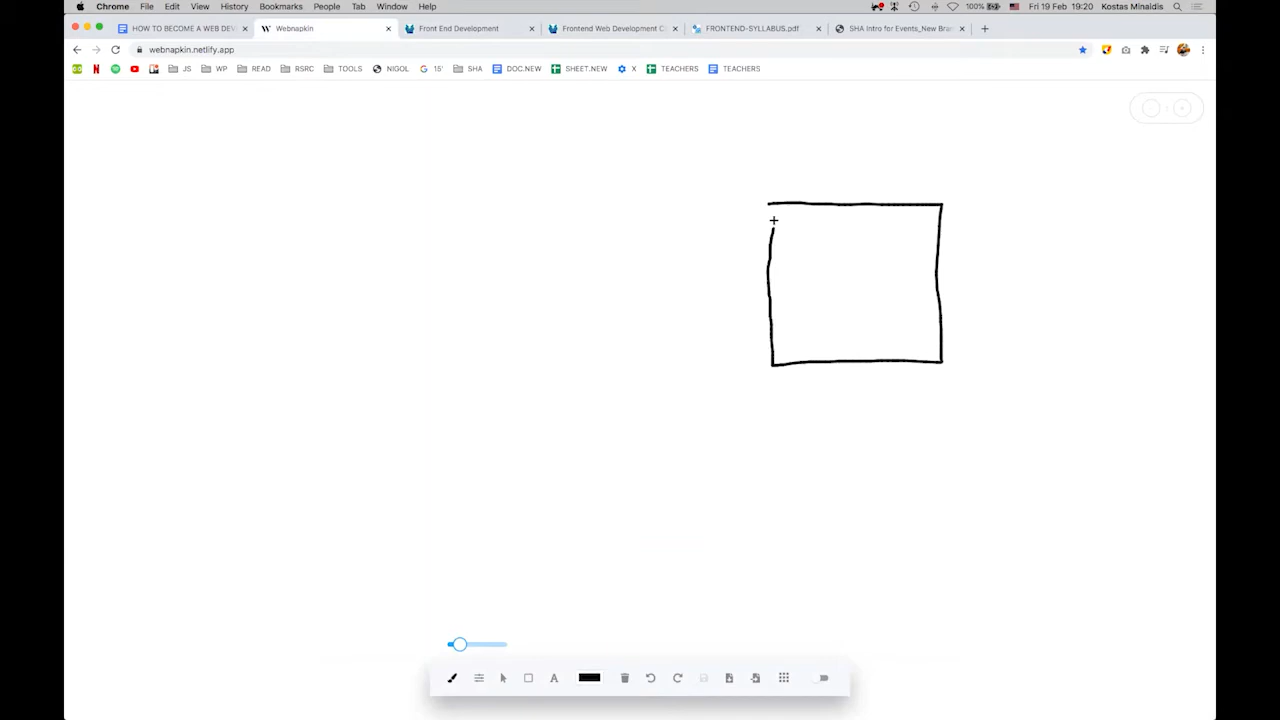 Chrome File Edit View History Bookmarks People Tab Window Help 100% Fri 19 Feb 19:20 Kostas Minaidis
HOW TO BECOME A WEB DEV Webnapkin Front End Development Frontend Web Development C FRONTEND-SYLLABUS.pdf SHA Intro for Events_New Bran
webnapkin.netlify.app
JS WP READ RSRC TOOLS NIGOL 15' SHA DOC.NEW SHEET.NEW X TEACHERS TEACHERS
A